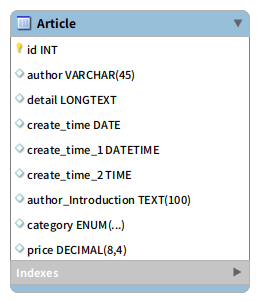 Article
id INT
author VARCHAR(45)
detail LONGTEXT
create_time DATE
create_time_1 DATETIME
create_time_2 TIME
author_Introduction TEXT(100)
category ENUM(...)
price DECIMAL(8,4)
Indexes